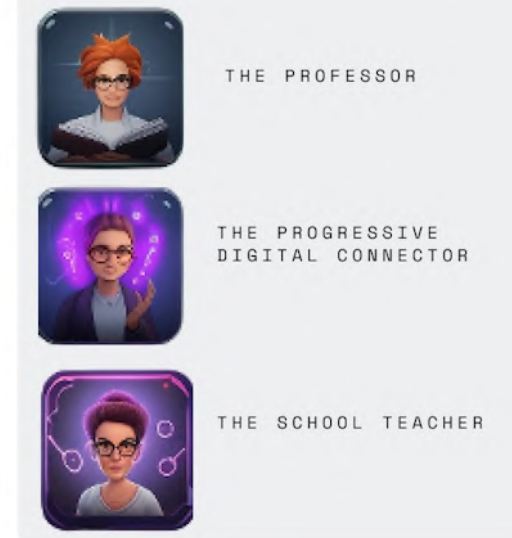 THE PROFESSOR
THE PROGRESSIVE
DIGITAL CONNECTOR
THE SCHOOL TEACHER